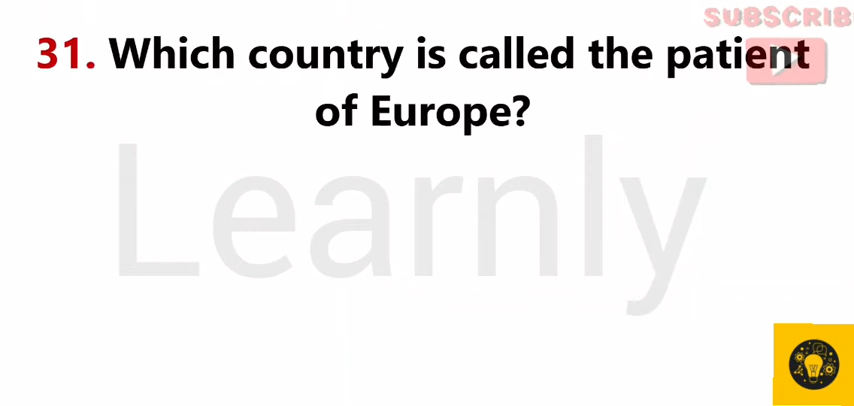 SUBSCRIB
31. Which country is called the patient
of Europe?
Learnly